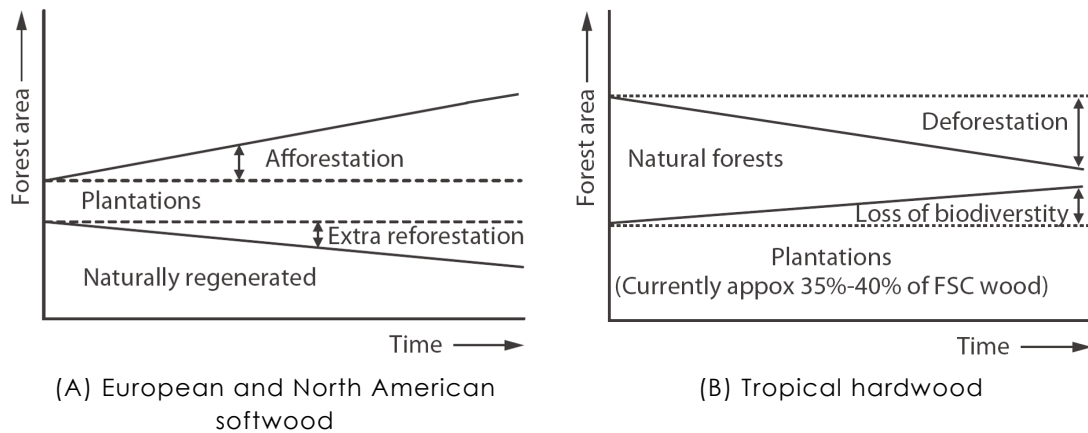 Forest area
Afforestation
Plantations
Extra reforestation
Naturally regenerated
Time
(A) European and North American
softwood
Forest area
Deforestation
Natural forests
Loss of biodiverstity
Plantations
(Currently appox 35%-40% of FSC wood)
Time
(B) Tropical hardwood